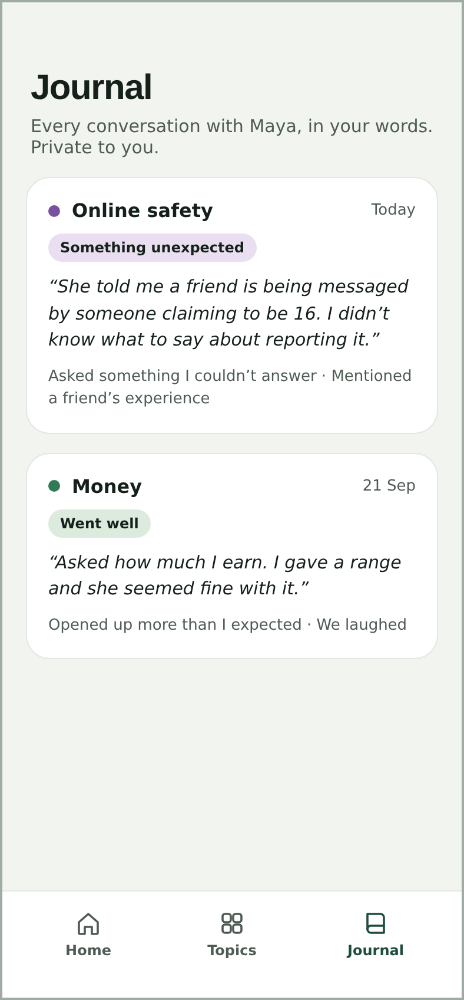 Journal
Every conversation with Maya, in your words.
Private to you.
Online safety
Today
Something unexpected
“She told me a friend is being messaged
by someone claiming to be 16. I didn’t
know what to say about reporting it.”
Asked something I couldn’t answer · Mentioned
a friend’s experience
Money
21 Sep
Went well
“Asked how much I earn. I gave a range
and she seemed fine with it.”
Opened up more than I expected · We laughed
Home
Topics
Journal